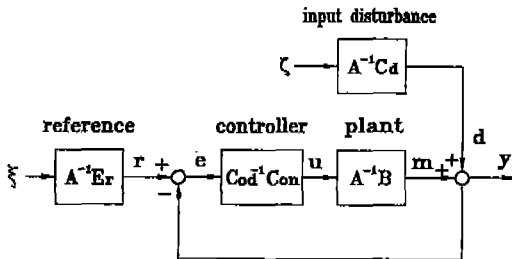 input disturbance
ζ
A⁻¹Cd
reference
controller
plant
d
ξ
A⁻¹Er
r
+
−
e
Cod⁻¹Con
u
A⁻¹B
m
+
+
y